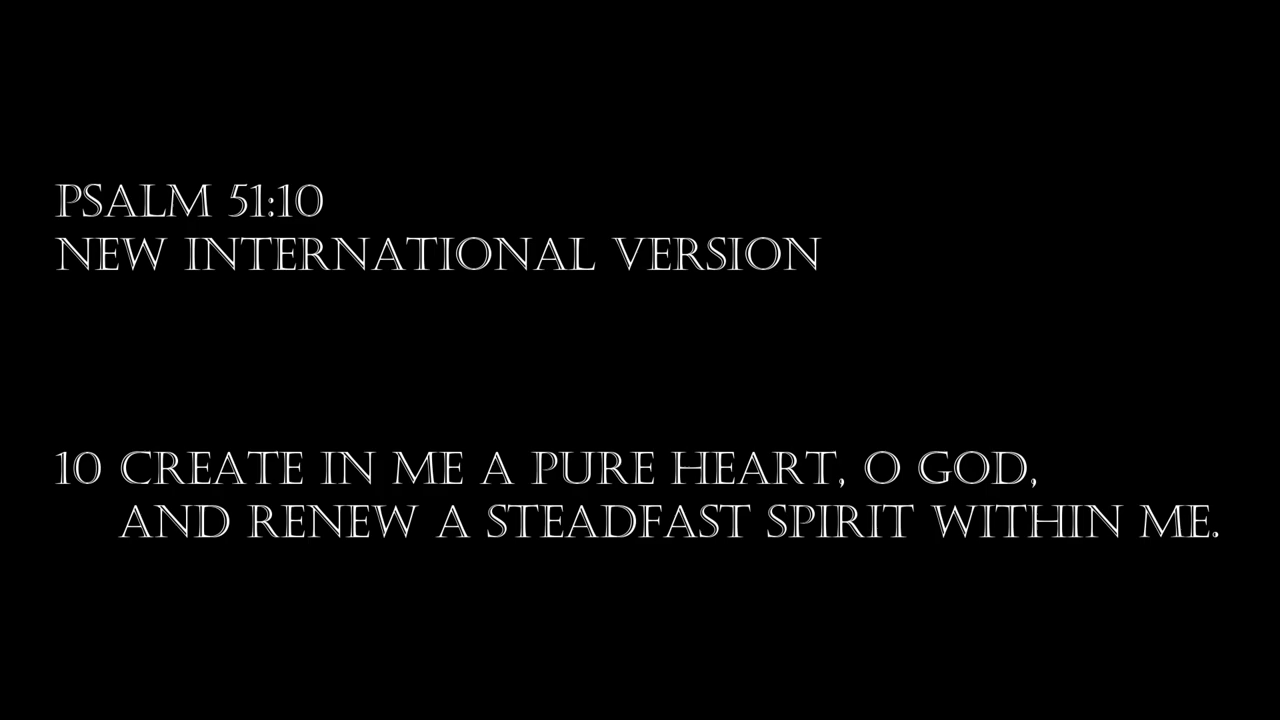 PSALM 51:10
NEW INTERNATIONAL VERSION
10 CREATE IN ME A PURE HEART, O GOD,
AND RENEW A STEADFAST SPIRIT WITHIN ME.